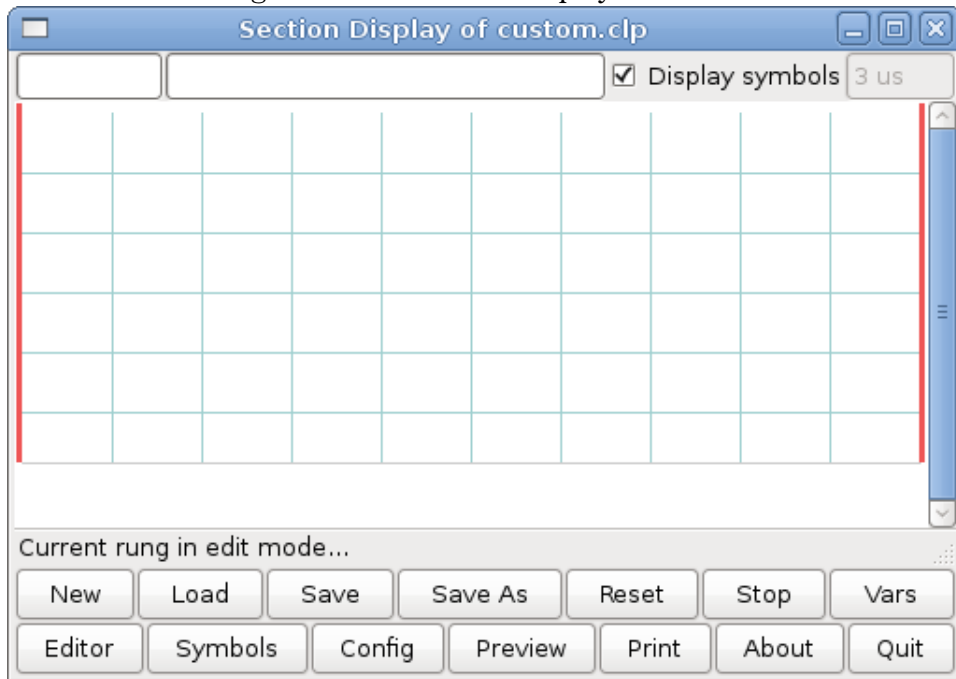 Section Display of custom.clp
Display symbols 3 us
Current rung in edit mode...
New Load Save Save As Reset Stop Vars
Editor Symbols Config Preview Print About Quit